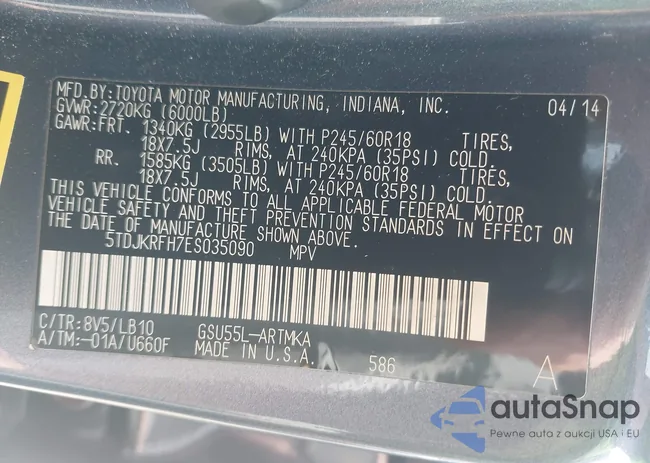 MFD.BY:TOYOTA MOTOR MANUFACTURING, INDIANA, INC. 04/14
GVWR:2720KG (6000LB)
GAWR:FRT. 1340KG (2955LB) WITH P245/60R18 TIRES,
18X7.5J RIMS, AT 240KPA (35PSI) COLD.
RR. 1585KG (3505LB) WITH P245/60R18 TIRES,
18X7.5J RIMS, AT 240KPA (35PSI) COLD.
THIS VEHICLE CONFORMS TO ALL APPLICABLE FEDERAL MOTOR
VEHICLE SAFETY AND THEFT PREVENTION STANDARDS IN EFFECT ON
THE DATE OF MANUFACTURE SHOWN ABOVE.
5TDJKRFH7ES035090 MPV
C/TR:8V5/LB10 GSU55L-ARTMKA
A/TM:-01A/U660F MADE IN U.S.A. 586 A
autaSnap
Pewne auta z aukcji USA i EU